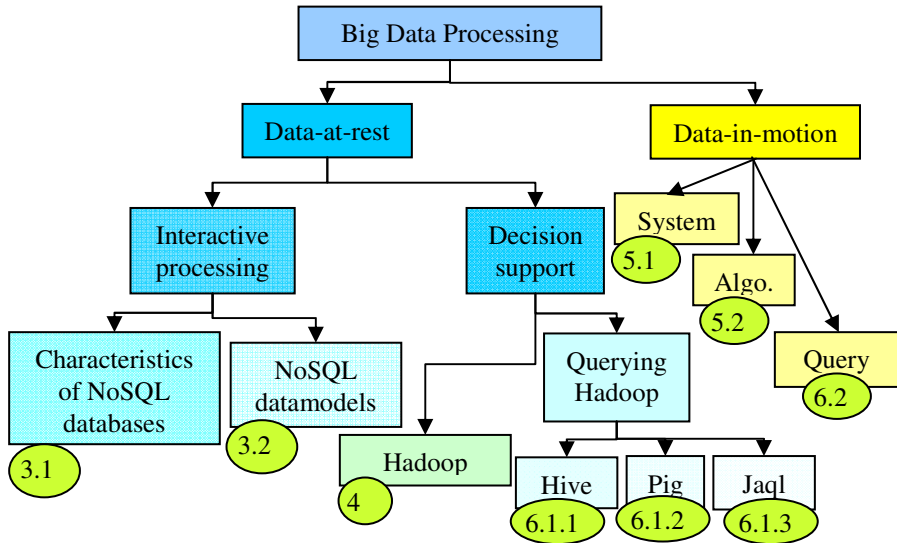 Big Data Processing
Data-at-rest
Data-in-motion
System
5.1
Interactive
processing
Decision
support
Algo.
5.2
Characteristics
of NoSQL
databases
3.1
NoSQL
datamodels
3.2
Querying
Hadoop
Query
6.2
Hadoop
4
Hive
6.1.1
Pig
6.1.2
Jaql
6.1.3